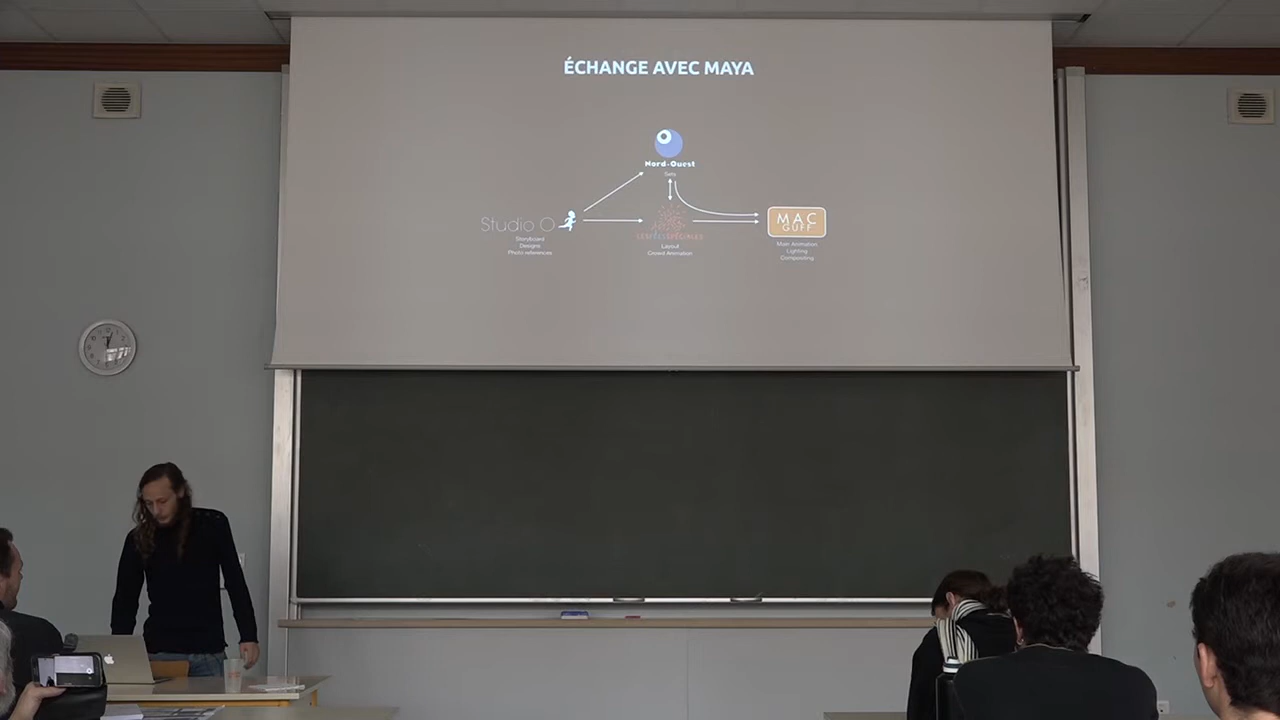 ÉCHANGE AVEC MAYA
Nord-Ouest
Sets
Studio O
Storyboard
Designs
Photo references
LESFÉESSPÉCIALES
Layout
Crowd Animation
MAC
GUFF
Main Animation
Lighting
Compositing